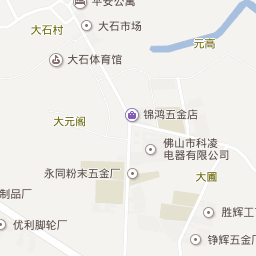 平安公寓
大石村
大石市场
元高
大石体育馆
锦鸿五金店
大元阁
佛山市科凌
电器有限公司
永同粉末五金厂
大圃
制品厂
胜辉工
优利脚轮厂
铮辉五金厂